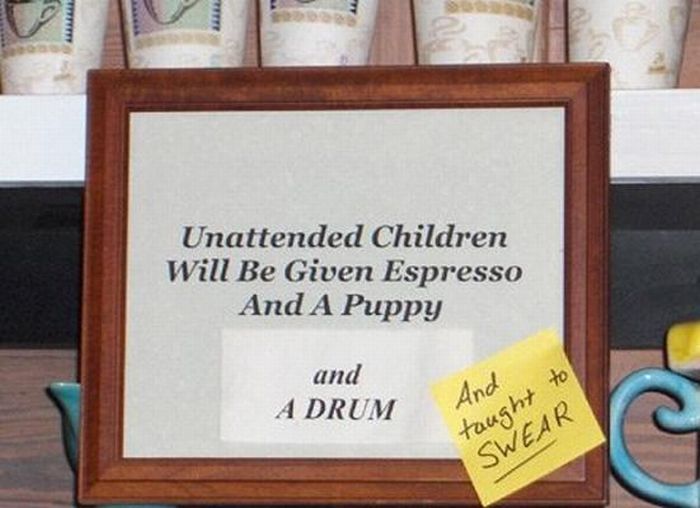 Unattended Children
Will Be Given Espresso
And A Puppy
and
A DRUM
And
taught to
SWEAR